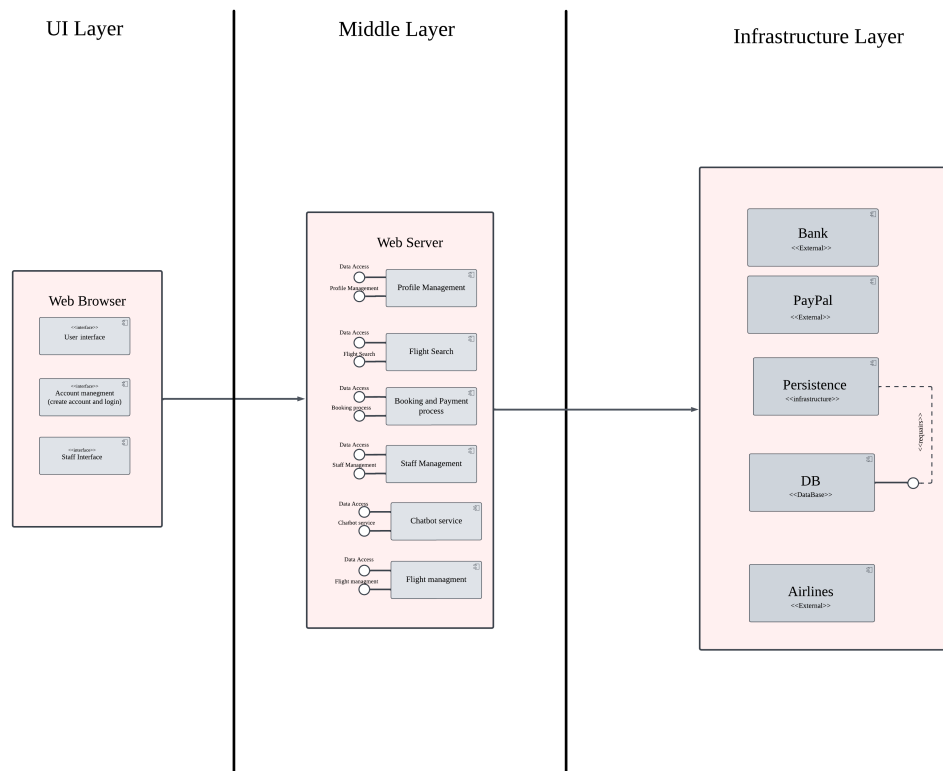 UI Layer
Middle Layer
Infrastructure Layer
Web Browser
<<interface>>
User interface
<<interface>>
Account managment
(create account and login)
<<interface>>
Staff Interface
Web Server
Data Access
Profile Management
Profile Management
Data Access
Flight Search
Flight Search
Data Access
Booking process
Booking and Payment
process
Data Access
Staff Management
Staff Management
Data Access
Chatbot service
Chatbot service
Data Access
Flight managment
Flight managment
Bank
<<External>>
PayPal
<<External>>
Persistence
<<infrastructure>>
<<requais>>
DB
<<DataBase>>
Airlines
<<External>>